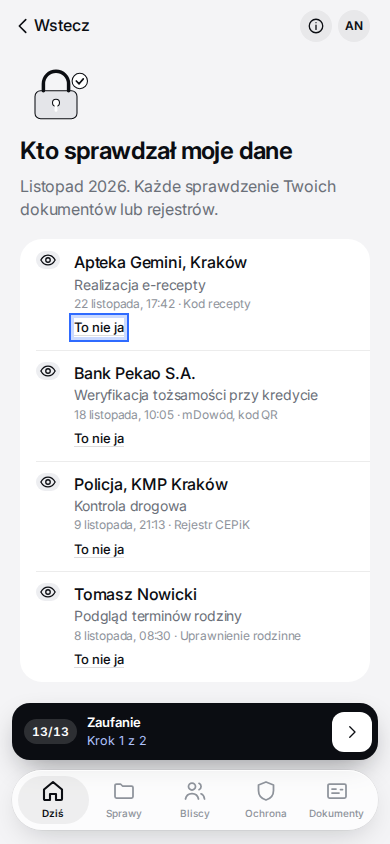 Wstecz
AN
Kto sprawdzał moje dane
Listopad 2026. Każde sprawdzenie Twoich
dokumentów lub rejestrów.
Apteka Gemini, Kraków
Realizacja e-recepty
22 listopada, 17:42 · Kod recepty
To nie ja
Bank Pekao S.A.
Weryfikacja tożsamości przy kredycie
18 listopada, 10:05 · mDowód, kod QR
To nie ja
Policja, KMP Kraków
Kontrola drogowa
9 listopada, 21:13 · Rejestr CEPiK
To nie ja
Tomasz Nowicki
Podgląd terminów rodziny
8 listopada, 08:30 · Uprawnienie rodzinne
To nie ja
13/13
Zaufanie
Krok 1 z 2
Dziś
Sprawy
Bliscy
Ochrona
Dokumenty